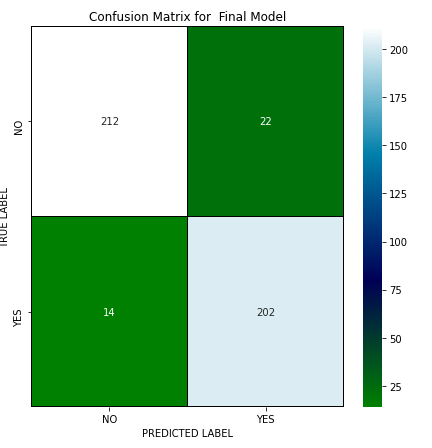 Confusion Matrix for Final Model
NO
212
22
YES
14
202
NO
YES
TRUE LABEL
PREDICTED LABEL
200
175
150
125
100
75
50
25